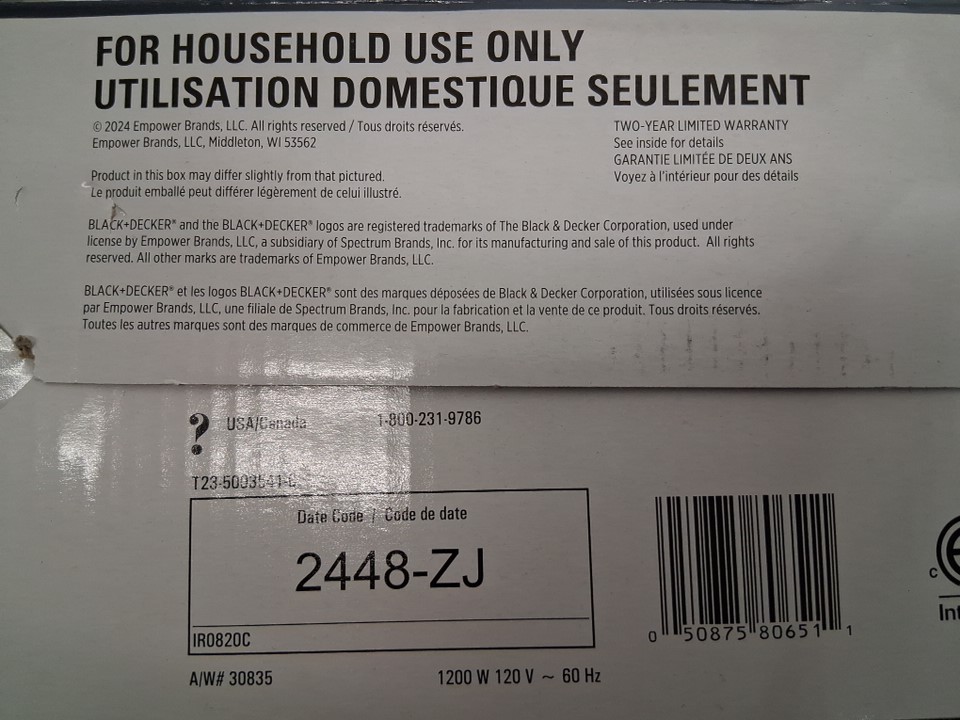 FOR HOUSEHOLD USE ONLY
UTILISATION DOMESTIQUE SEULEMENT
© 2024 Empower Brands, LLC. All rights reserved / Tous droits réservés.
Empower Brands, LLC, Middleton, WI 53562
TWO-YEAR LIMITED WARRANTY
See inside for details
GARANTIE LIMITÉE DE DEUX ANS
Voyez à l'intérieur pour des détails
Product in this box may differ slightly from that pictured.
Le produit emballé peut différer légèrement de celui illustré.
BLACK+DECKER® and the BLACK+DECKER® logos are registered trademarks of The Black & Decker Corporation, used under
license by Empower Brands, LLC, a subsidiary of Spectrum Brands, Inc. for its manufacturing and sale of this product. All rights
reserved. All other marks are trademarks of Empower Brands, LLC.
BLACK+DECKER® et les logos BLACK+DECKER® sont des marques déposées de Black & Decker Corporation, utilisées sous licence
par Empower Brands, LLC, une filiale de Spectrum Brands, Inc. pour la fabrication et la vente de ce produit. Tous droits réservés.
Toutes les autres marques sont des marques de commerce de Empower Brands, LLC.
? USA/Canada 1-800-231-9786
Date Code / Code de date
2448-ZJ
IR0820C
A/W# 30835
1200 W 120 V ~ 60 Hz
0 50875 80651 1
C